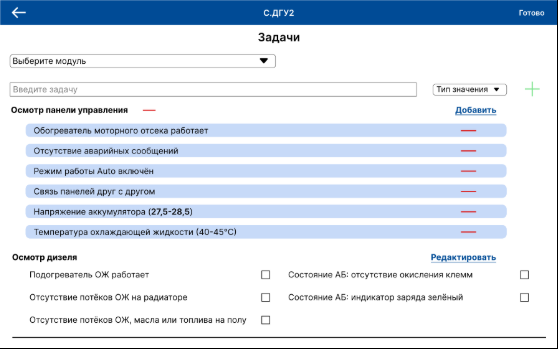 С.ДГУ2
Готово
Задачи
Выберите модуль
Введите задачу
Тип значения
Осмотр панели управления
Добавить
Обогреватель моторного отсека работает
Отсутствие аварийных сообщений
Режим работы Auto включён
Связь панелей друг с другом
Напряжение аккумулятора (27,5-28,5)
Температура охлаждающей жидкости (40-45°C)
Осмотр дизеля
Редактировать
Подогреватель ОЖ работает
Состояние АБ: отсутствие окисления клемм
Отсутствие потёков ОЖ на радиаторе
Состояние АБ: индикатор заряда зелёный
Отсутствие потёков ОЖ, масла или топлива на полу